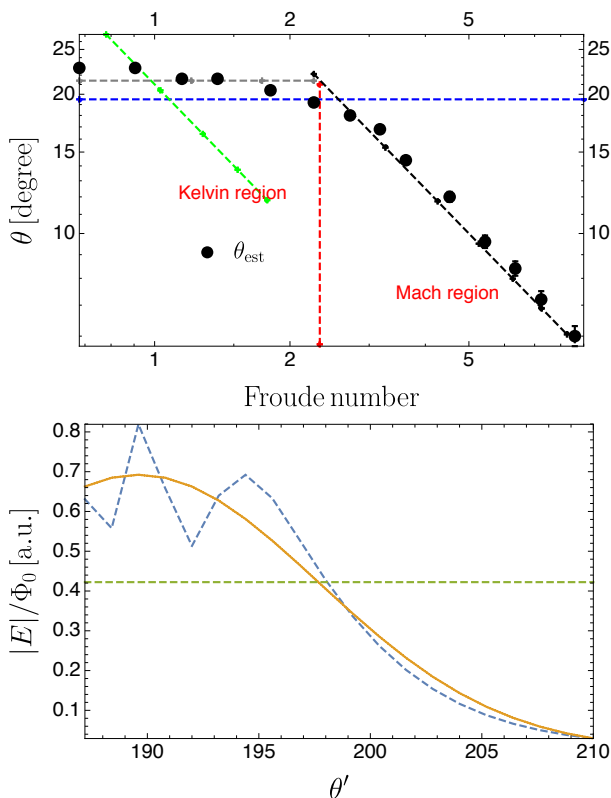 1 2 5
25 25
20 20
15 15
10 10
θ [degree]
Kelvin region
θest
Mach region
1 2 5
Froude number
0.8
0.7
0.6
0.5
0.4
0.3
0.2
0.1
|E|/Φ0 [a.u.]
190 195 200 205 210
θ′